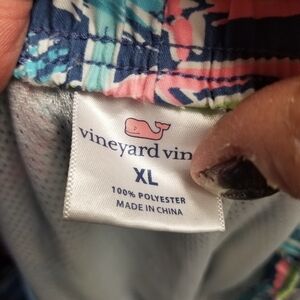 vineyard vin
XL
100% POLYESTER
MADE IN CHINA